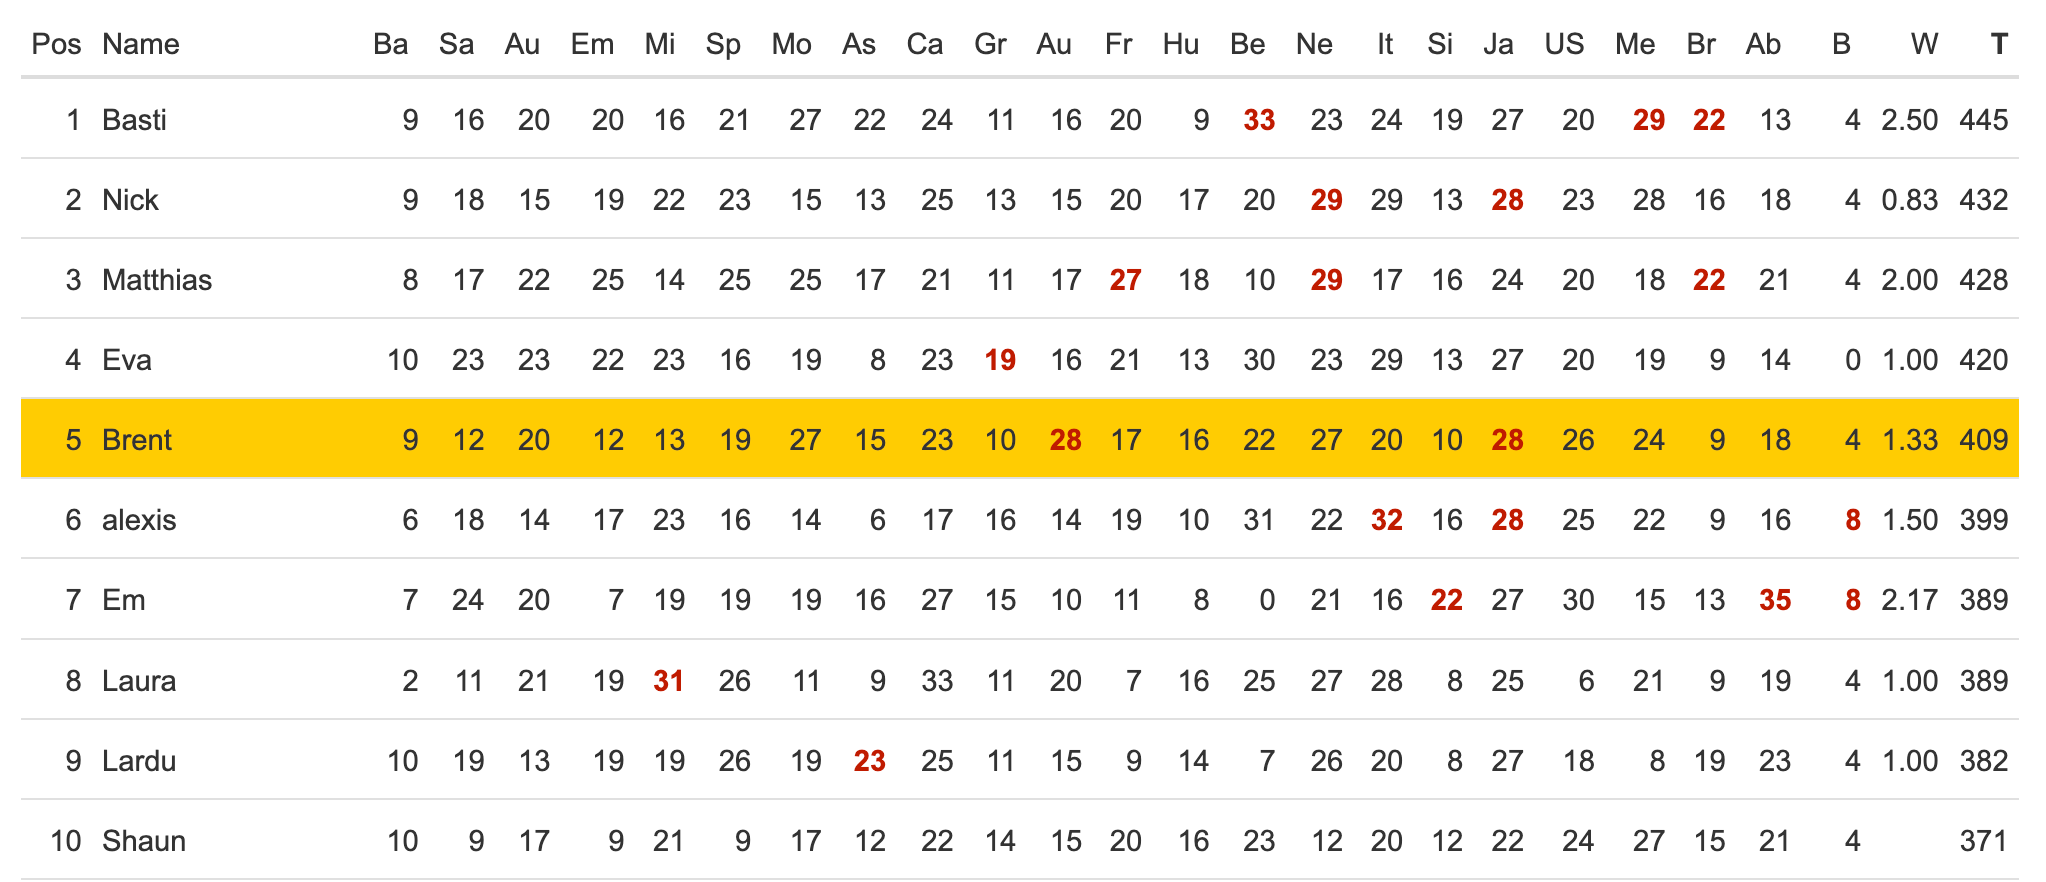 Pos Name Ba Sa Au Em Mi Sp Mo As Ca Gr Au Fr Hu Be Ne It Si Ja US Me Br Ab B W T
1 Basti 9 16 20 20 16 21 27 22 24 11 16 20 9 33 23 24 19 27 20 29 22 13 4 2.50 445
2 Nick 9 18 15 19 22 23 15 13 25 13 15 20 17 20 29 29 13 28 23 28 16 18 4 0.83 432
3 Matthias 8 17 22 25 14 25 25 17 21 11 17 27 18 10 29 17 16 24 20 18 22 21 4 2.00 428
4 Eva 10 23 23 22 23 16 19 8 23 19 16 21 13 30 23 29 13 27 20 19 9 14 0 1.00 420
5 Brent 9 12 20 12 13 19 27 15 23 10 28 17 16 22 27 20 10 28 26 24 9 18 4 1.33 409
6 alexis 6 18 14 17 23 16 14 6 17 16 14 19 10 31 22 32 16 28 25 22 9 16 8 1.50 399
7 Em 7 24 20 7 19 19 19 16 27 15 10 11 8 0 21 16 22 27 30 15 13 35 8 2.17 389
8 Laura 2 11 21 19 31 26 11 9 33 11 20 7 16 25 27 28 8 25 6 21 9 19 4 1.00 389
9 Lardu 10 19 13 19 19 26 19 23 25 11 15 9 14 7 26 20 8 27 18 8 19 23 4 1.00 382
10 Shaun 10 9 17 9 21 9 17 12 22 14 15 20 16 23 12 20 12 22 24 27 15 21 4 371